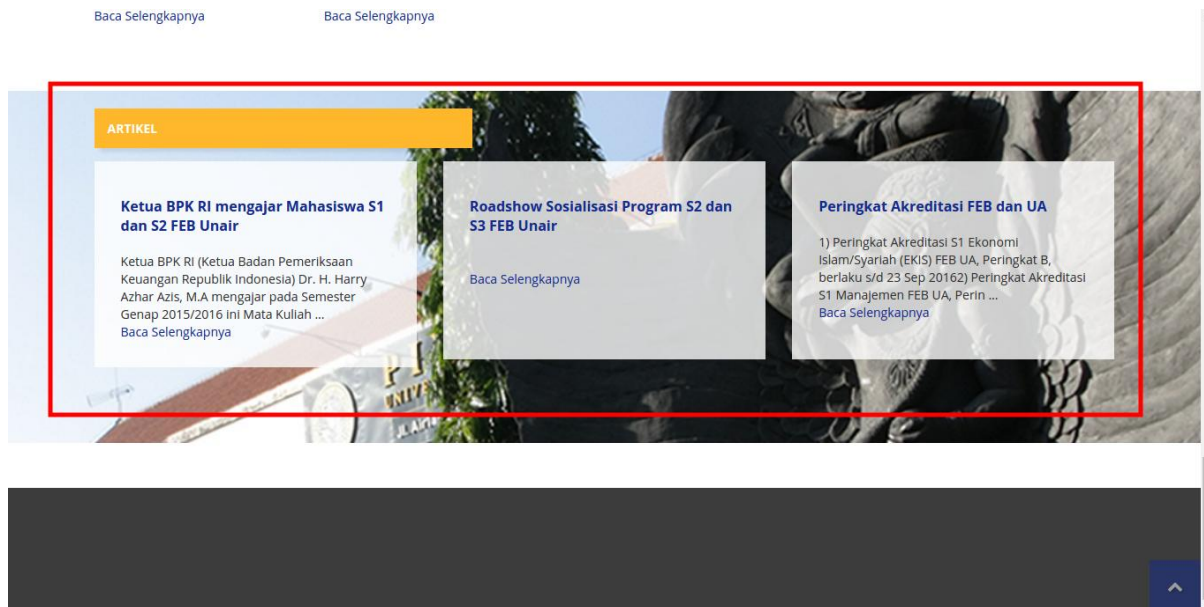 Baca Selengkapnya
Baca Selengkapnya
ARTIKEL
Ketua BPK RI mengajar Mahasiswa S1
dan S2 FEB Unair
Ketua BPK RI (Ketua Badan Pemeriksaan
Keuangan Republik Indonesia) Dr. H. Harry
Azhar Azis, M.A mengajar pada Semester
Genap 2015/2016 ini Mata Kuliah ...
Baca Selengkapnya
Roadshow Sosialisasi Program S2 dan
S3 FEB Unair
Baca Selengkapnya
Peringkat Akreditasi FEB dan UA
1) Peringkat Akreditasi S1 Ekonomi
Islam/Syariah (EKIS) FEB UA, Peringkat B,
berlaku s/d 23 Sep 20162) Peringkat Akreditasi
S1 Manajemen FEB UA, Perin ...
Baca Selengkapnya